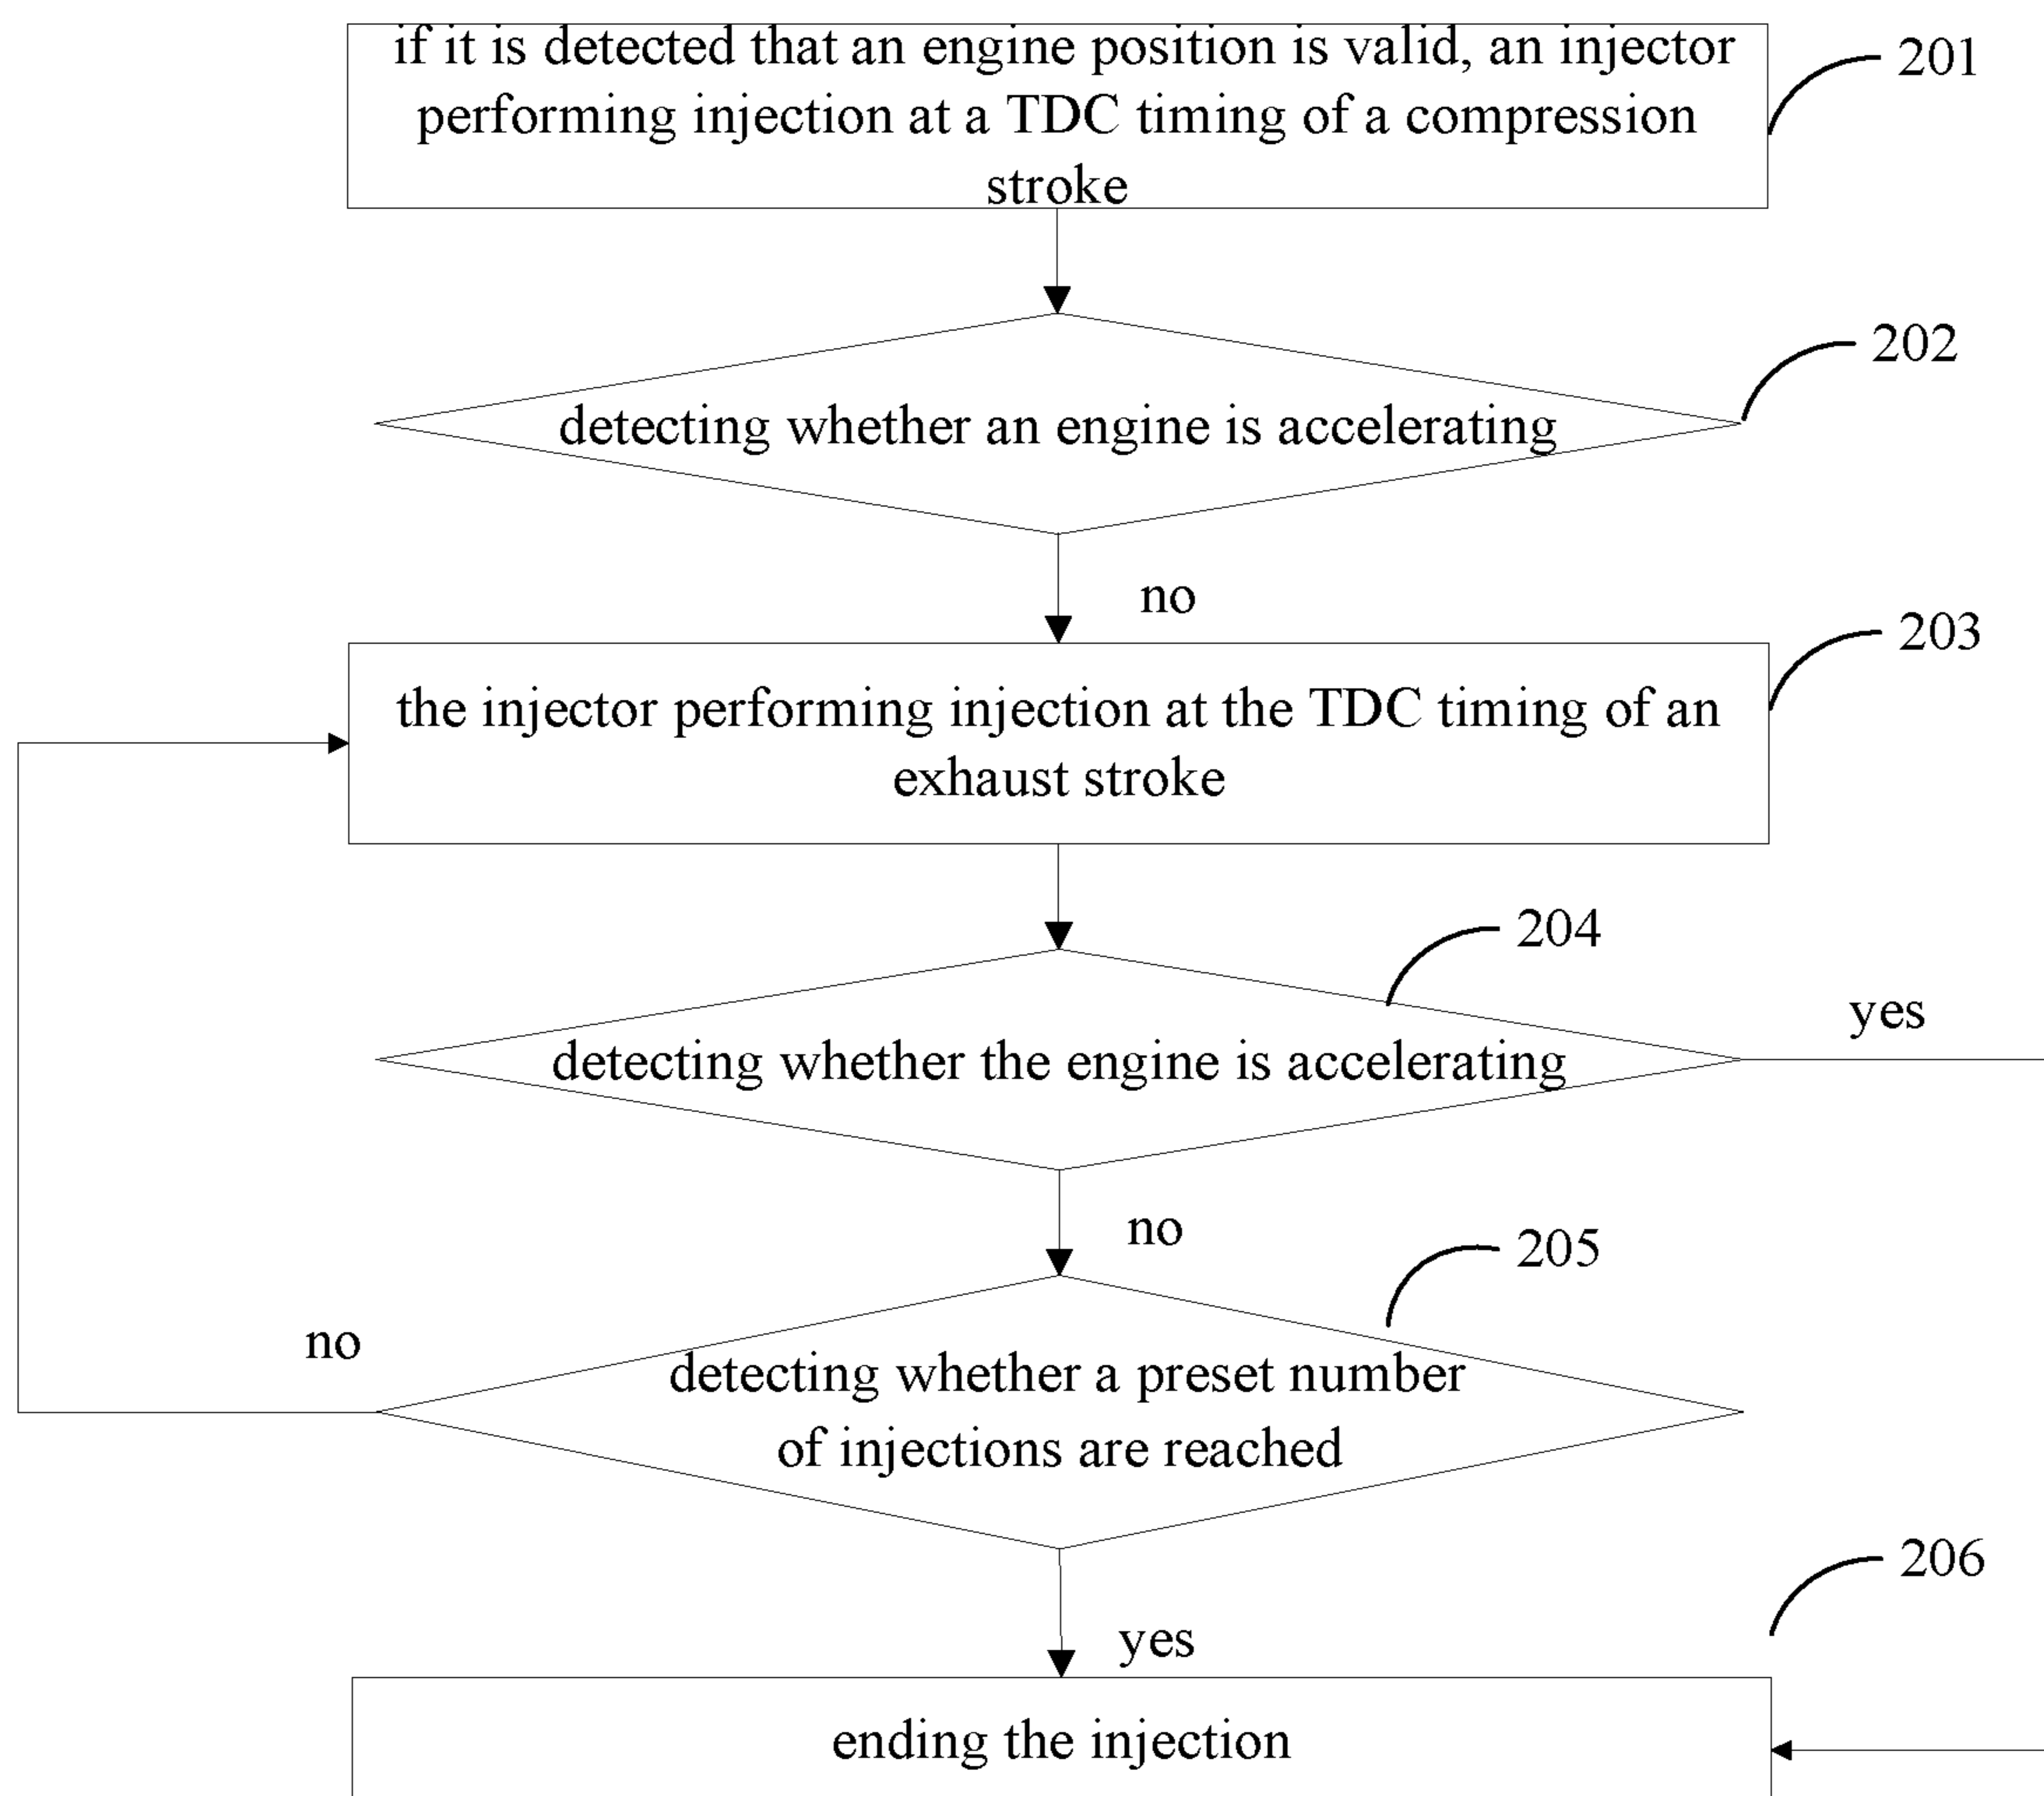 if it is detected that an engine position is valid, an injector
performing injection at a TDC timing of a compression
stroke
201
detecting whether an engine is accelerating
202
no
the injector performing injection at the TDC timing of an
exhaust stroke
203
detecting whether the engine is accelerating
204
yes
no
detecting whether a preset number
of injections are reached
205
no
yes
ending the injection
206